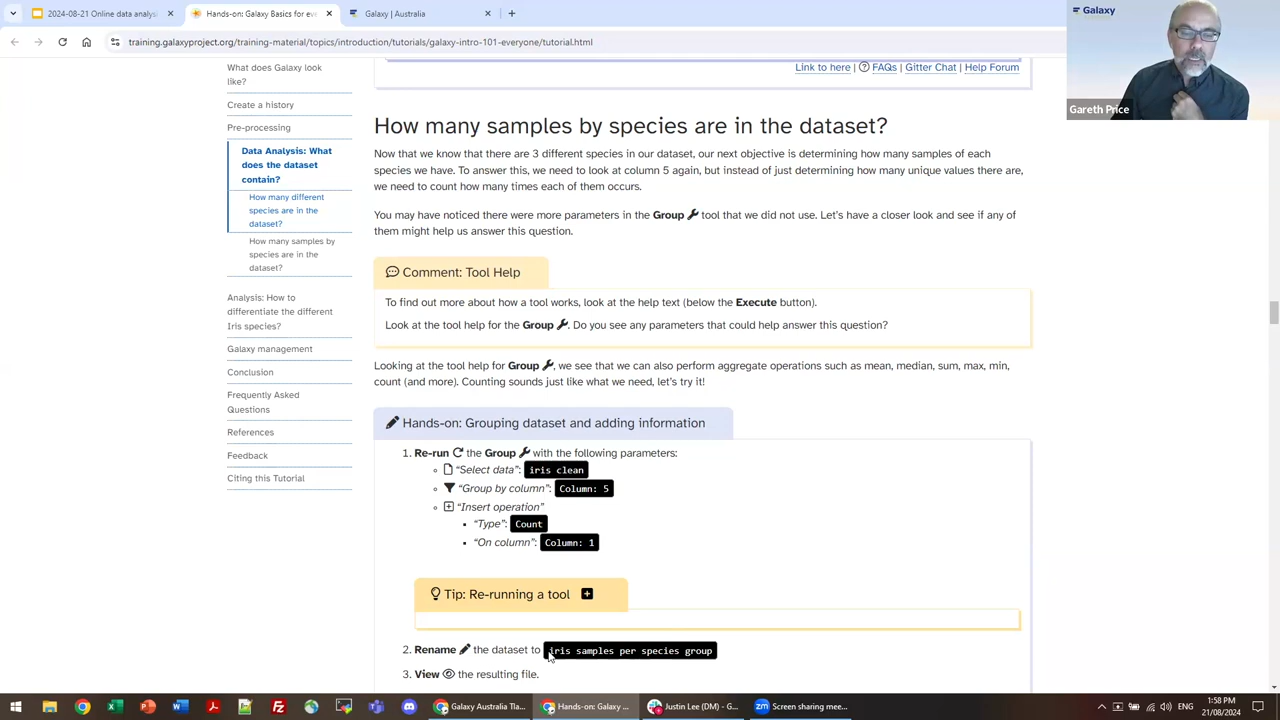 2024-08-21 Online data analysi
Hands-on: Galaxy Basics for ev
Galaxy | Australia
training.galaxyproject.org/training-material/topics/introduction/tutorials/galaxy-intro-101-everyone/tutorial.html
Galaxy
Gareth Price
What does Galaxy look
like?
Create a history
Pre-processing
Data Analysis: What
does the dataset
contain?
How many different
species are in the
dataset?
How many samples by
species are in the
dataset?
Analysis: How to
differentiate the different
Iris species?
Galaxy management
Conclusion
Frequently Asked
Questions
References
Feedback
Citing this Tutorial
Link to here | FAQs | Gitter Chat | Help Forum
How many samples by species are in the dataset?
Now that we know that there are 3 different species in our dataset, our next objective is determining how many samples of each
species we have. To answer this, we need to look at column 5 again, but instead of just determining how many unique values there are,
we need to count how many times each of them occurs.
You may have noticed there were more parameters in the Group tool that we did not use. Let's have a closer look and see if any of
them might help us answer this question.
Comment: Tool Help
To find out more about how a tool works, look at the help text (below the Execute button).
Look at the tool help for the Group . Do you see any parameters that could help answer this question?
Looking at the tool help for Group , we see that we can also perform aggregate operations such as mean, median, sum, max, min,
count (and more). Counting sounds just like what we need, let's try it!
Hands-on: Grouping dataset and adding information
1. Re-run the Group with the following parameters:
"Select data": iris clean
"Group by column": Column: 5
"Insert operation"
"Type": Count
"On column": Column: 1
Tip: Re-running a tool
2. Rename the dataset to iris samples per species group
3. View the resulting file.
Galaxy Australia Tla...
Hands-on: Galaxy ...
Justin Lee (DM) - G...
Screen sharing mee...
ENG
1:58 PM
21/08/2024